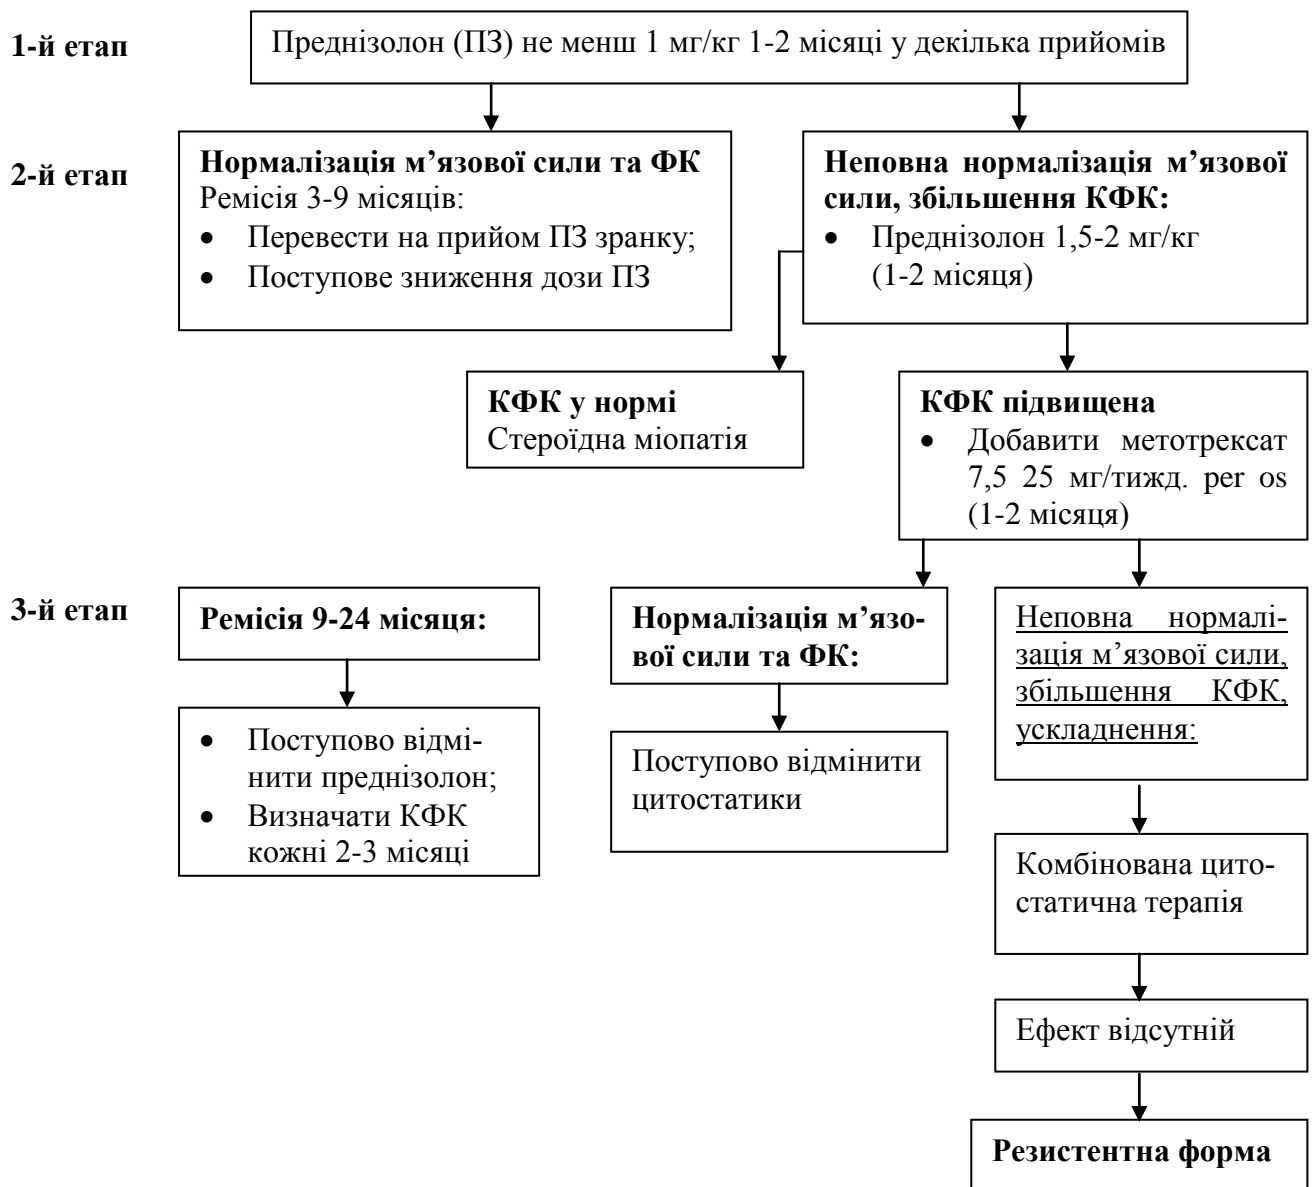 1-й етап
Преднізолон (ПЗ) не менш 1 мг/кг 1-2 місяці у декілька прийомів
2-й етап
Нормалізація м’язової сили та ФК
Ремісія 3-9 місяців:
• Перевести на прийом ПЗ зранку;
• Поступове зниження дози ПЗ
Неповна нормалізація м’язової
сили, збільшення КФК:
• Преднізолон 1,5-2 мг/кг
(1-2 місяця)
КФК у нормі
Стероїдна міопатія
КФК підвищена
• Добавити метотрексат
7,5 25 мг/тижд. per os
(1-2 місяця)
3-й етап
Ремісія 9-24 місяця:
• Поступово відмі-
нити преднізолон;
• Визначати КФК
кожні 2-3 місяці
Нормалізація м’язо-
вої сили та ФК:
Поступово відмінити
цитостатики
Неповна нормалі-
зація м’язової сили,
збільшення КФК,
ускладнення:
Комбінована цито-
статична терапія
Ефект відсутній
Резистентна форма